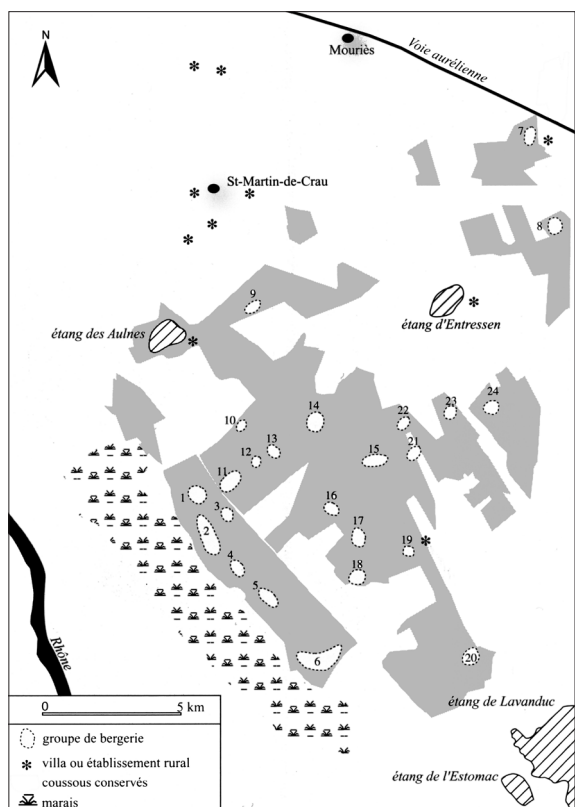 N
Mouriès
Voie aurélienne
7
St-Martin-de-Crau
8
9
étang des Aulnes
étang d'Entressen
10
14
22
23
24
13
12
15
21
11
1
3
16
2
17
19
4
18
5
6
20
Rhône
0 5 km
étang de Lavanduc
étang de l'Estomac
groupe de bergerie
villa ou établissement rural
coussous conservés
marais